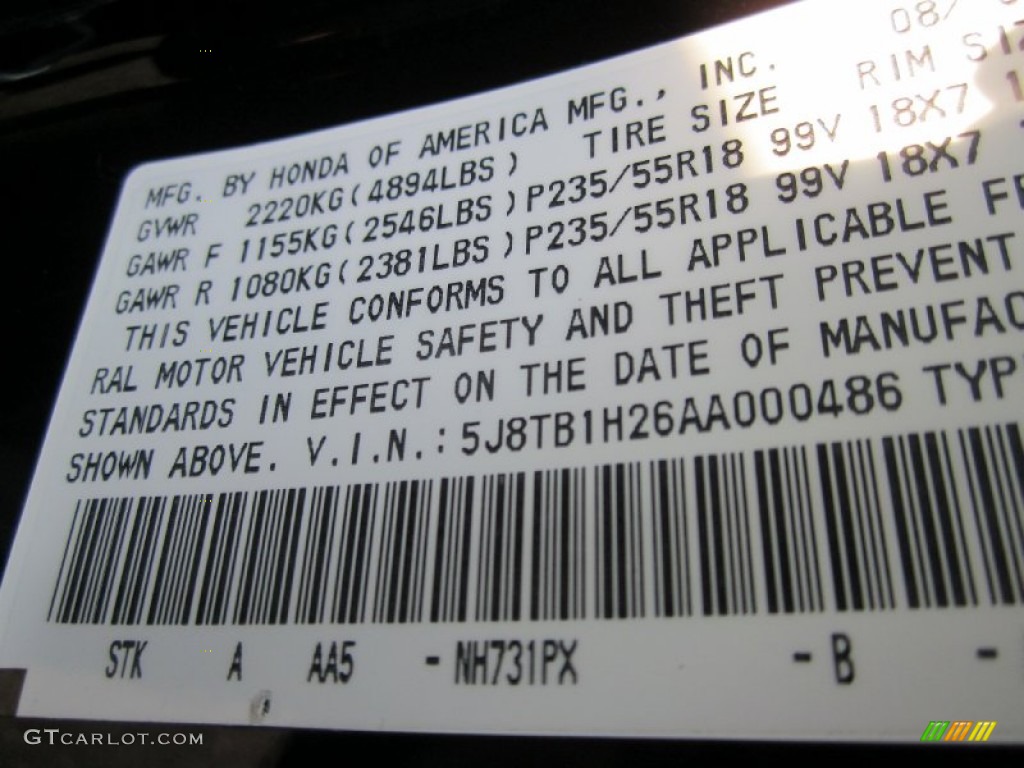 MFG. BY HONDA OF AMERICA MFG., INC. 08/
GVWR 2220KG(4894LBS) TIRE SIZE RIM SIZ
GAWR F 1155KG(2546LBS)P235/55R18 99V 18X7
GAWR R 1080KG(2381LBS)P235/55R18 99V 18X7
THIS VEHICLE CONFORMS TO ALL APPLICABLE FE
RAL MOTOR VEHICLE SAFETY AND THEFT PREVENT
STANDARDS IN EFFECT ON THE DATE OF MANUFAC
SHOWN ABOVE. V.I.N.: 5J8TB1H26AA000486 TYP
STK A AA5 - NH731PX - B -
GTCARLOT.COM